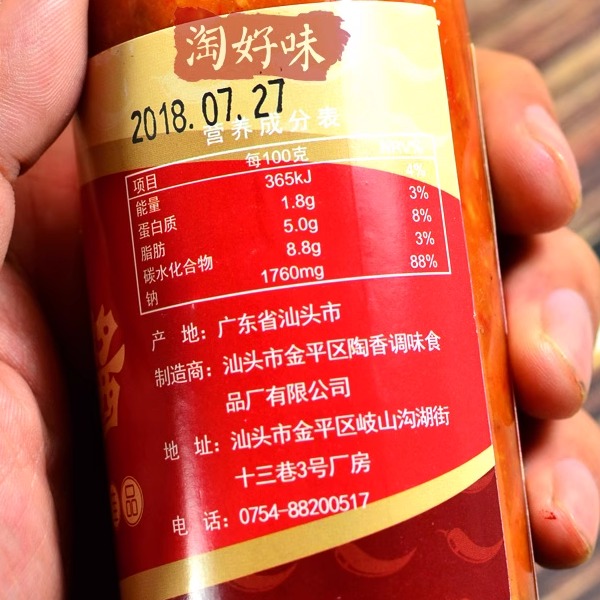 淘好味
2018.07.27
营养成分表
项目 每100克
能量 365kJ 4%
蛋白质 1.8g 3%
脂肪 5.0g 8%
碳水化合物 8.8g 3%
钠 1760mg 88%
产 地：广东省汕头市
制造商：汕头市金平区陶香调味食
品厂有限公司
地 址：汕头市金平区岐山沟湖街
十三巷3号厂房
电 话：0754-88200517
酱
品